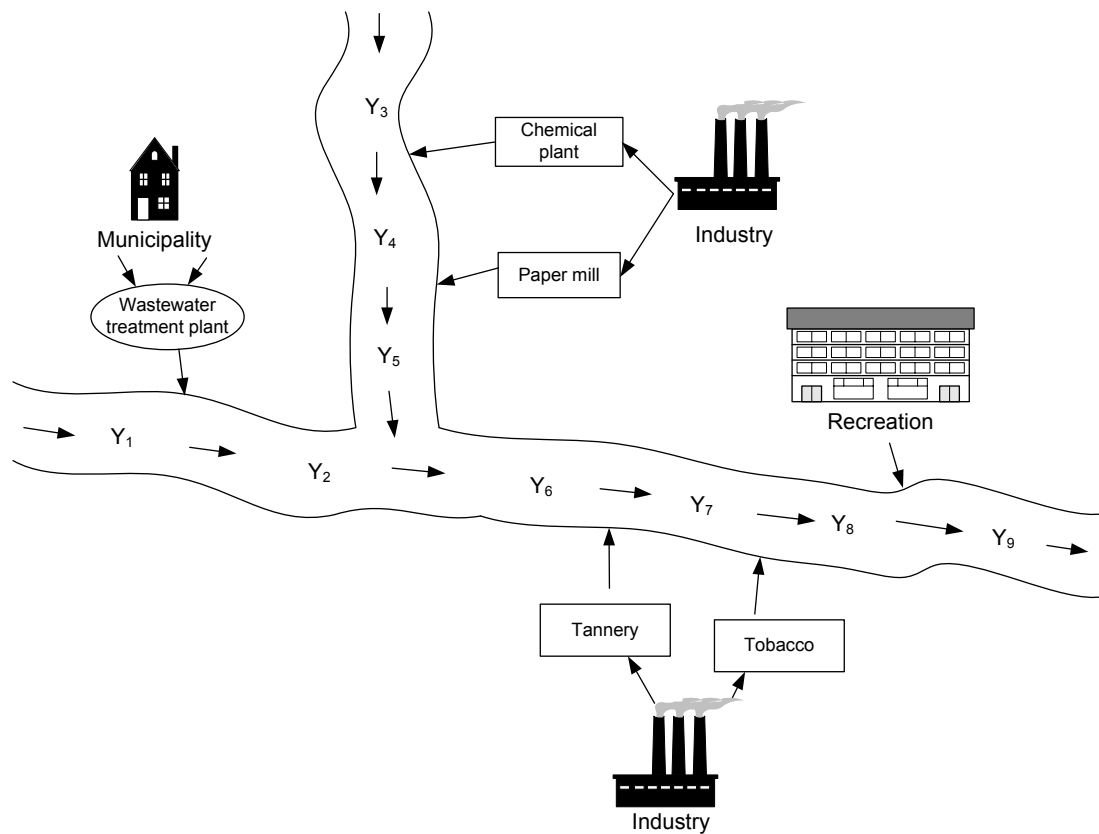 Y₃
Chemical
plant
Municipality
Industry
Y₄
Paper mill
Wastewater
treatment plant
Y₅
Recreation
Y₁
Y₂
Y₆
Y₇
Y₈
Y₉
Tannery
Tobacco
Industry